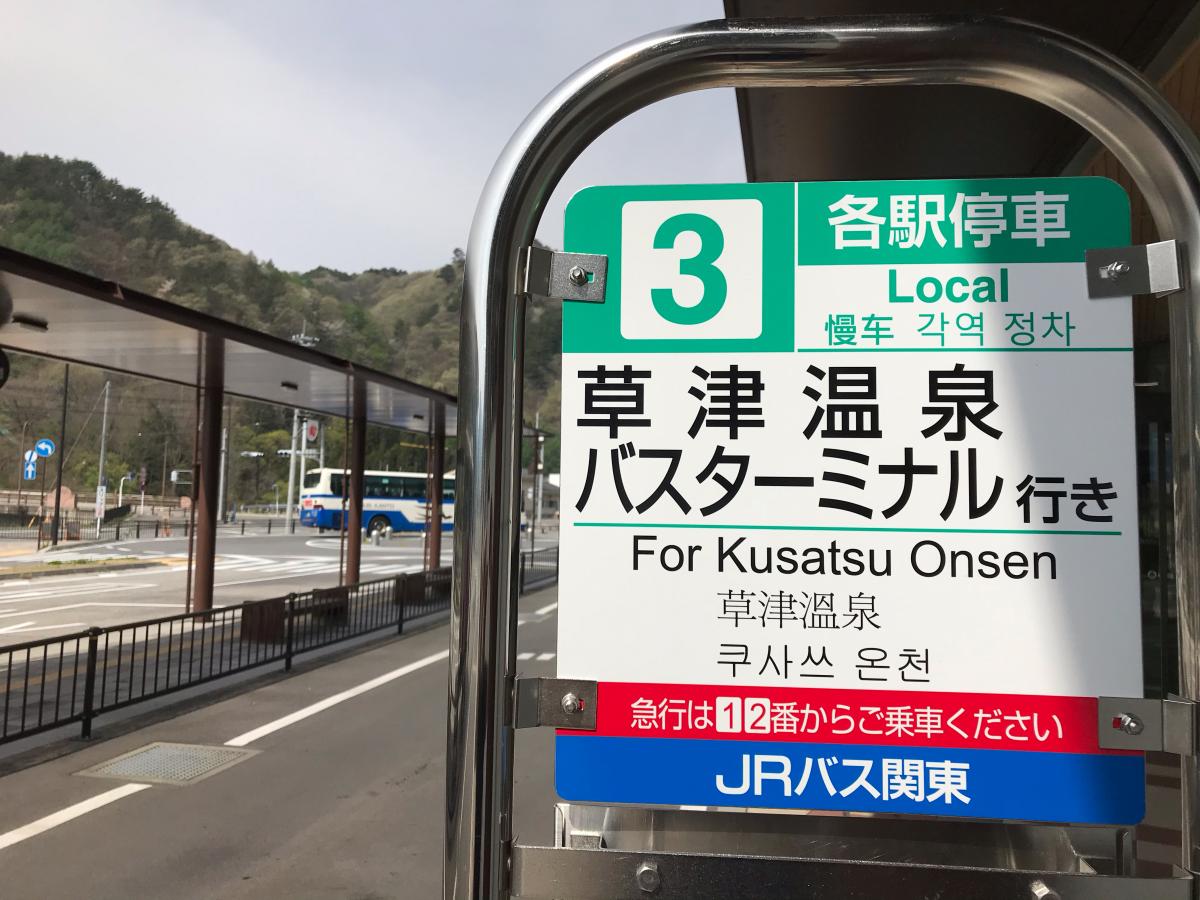 3
各駅停車
Local
慢车 각역 정차
草津温泉
バスターミナル 行き
For Kusatsu Onsen
草津溫泉
쿠사쓰 온천
急行は12番からご乗車ください
JRバス関東